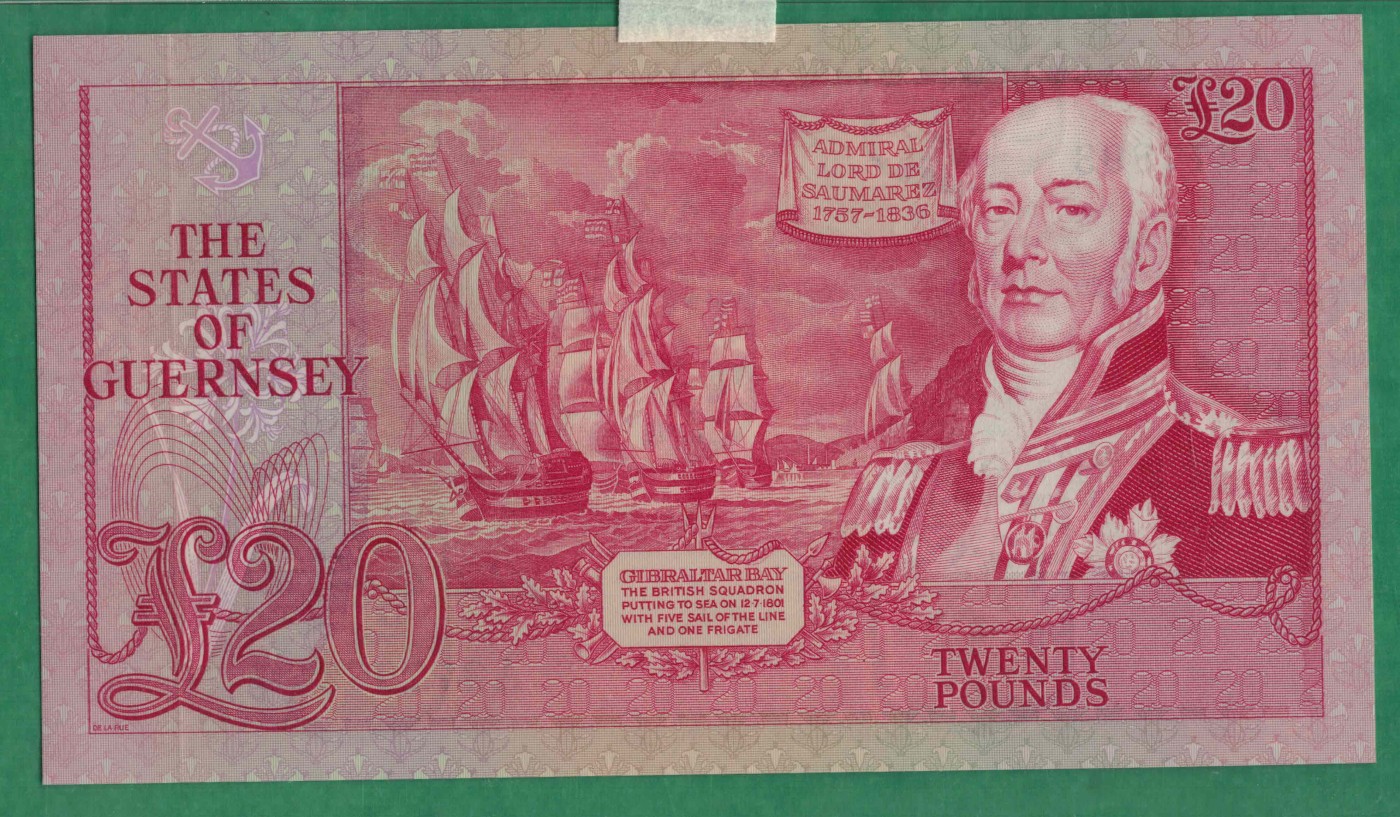 THE
STATES
OF
GUERNSEY
£20
DE LA RUE
ADMIRAL
LORD DE
SAUMAREZ
1757-1836
£20
GIBRALTAR BAY
THE BRITISH SQUADRON
PUTTING TO SEA ON 12·7·1801
WITH FIVE SAIL OF THE LINE
AND ONE FRIGATE
TWENTY
POUNDS